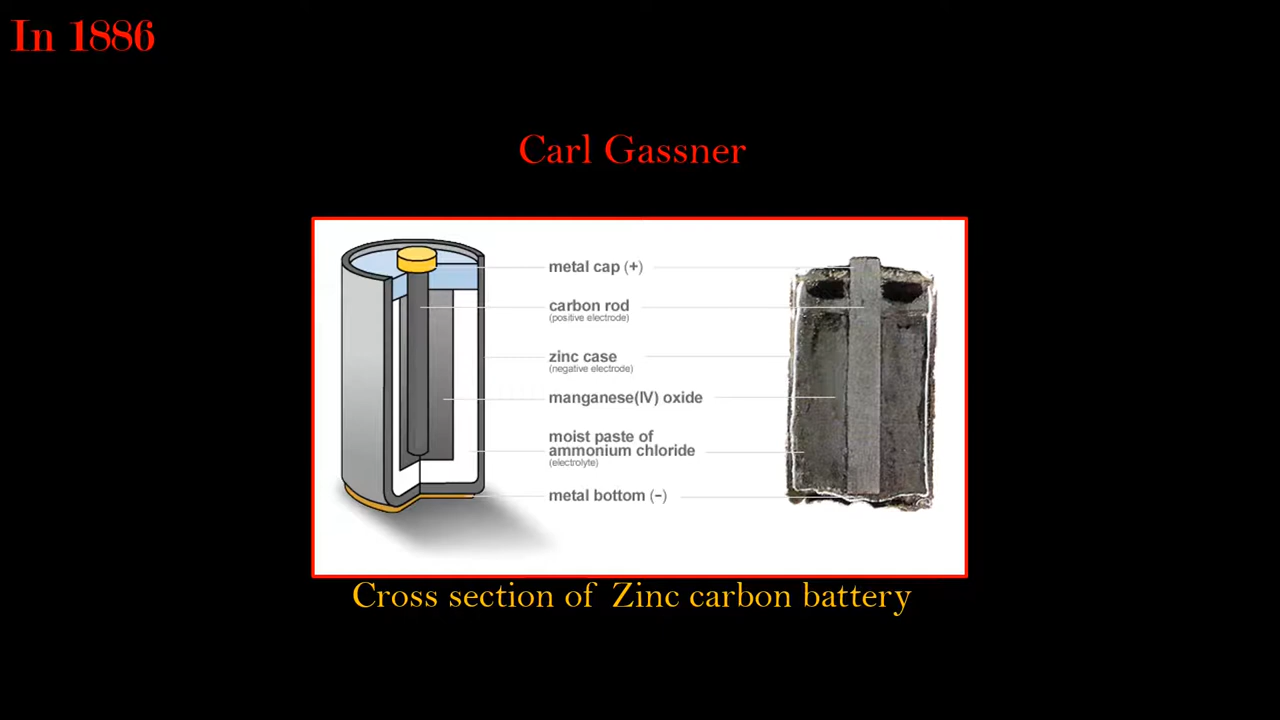 In 1886
Carl Gassner
metal cap (+)
carbon rod
(positive electrode)
zinc case
(negative electrode)
manganese(IV) oxide
moist paste of
ammonium chloride
(electrolyte)
metal bottom (−)
Cross section of Zinc carbon battery